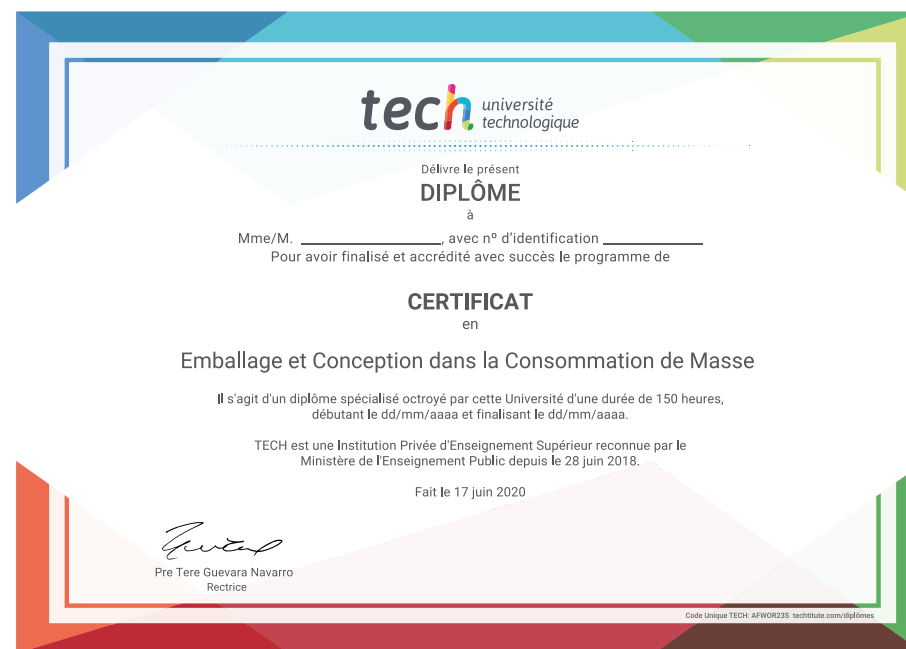 tech université
technologique
Délivre le présent
DIPLÔME
à
Mme/M. ____________________, avec nº d'identification ______________
Pour avoir finalisé et accrédité avec succès le programme de
CERTIFICAT
en
Emballage et Conception dans la Consommation de Masse
Il s'agit d'un diplôme spécialisé octroyé par cette Université d'une durée de 150 heures,
débutant le dd/mm/aaaa et finalisant le dd/mm/aaaa.
TECH est une Institution Privée d'Enseignement Supérieur reconnue par le
Ministère de l'Enseignement Public depuis le 28 juin 2018.
Fait le 17 juin 2020
Pre Tere Guevara Navarro
Rectrice
Code Unique TECH: AFWOR23S techtitute.com/diplômes